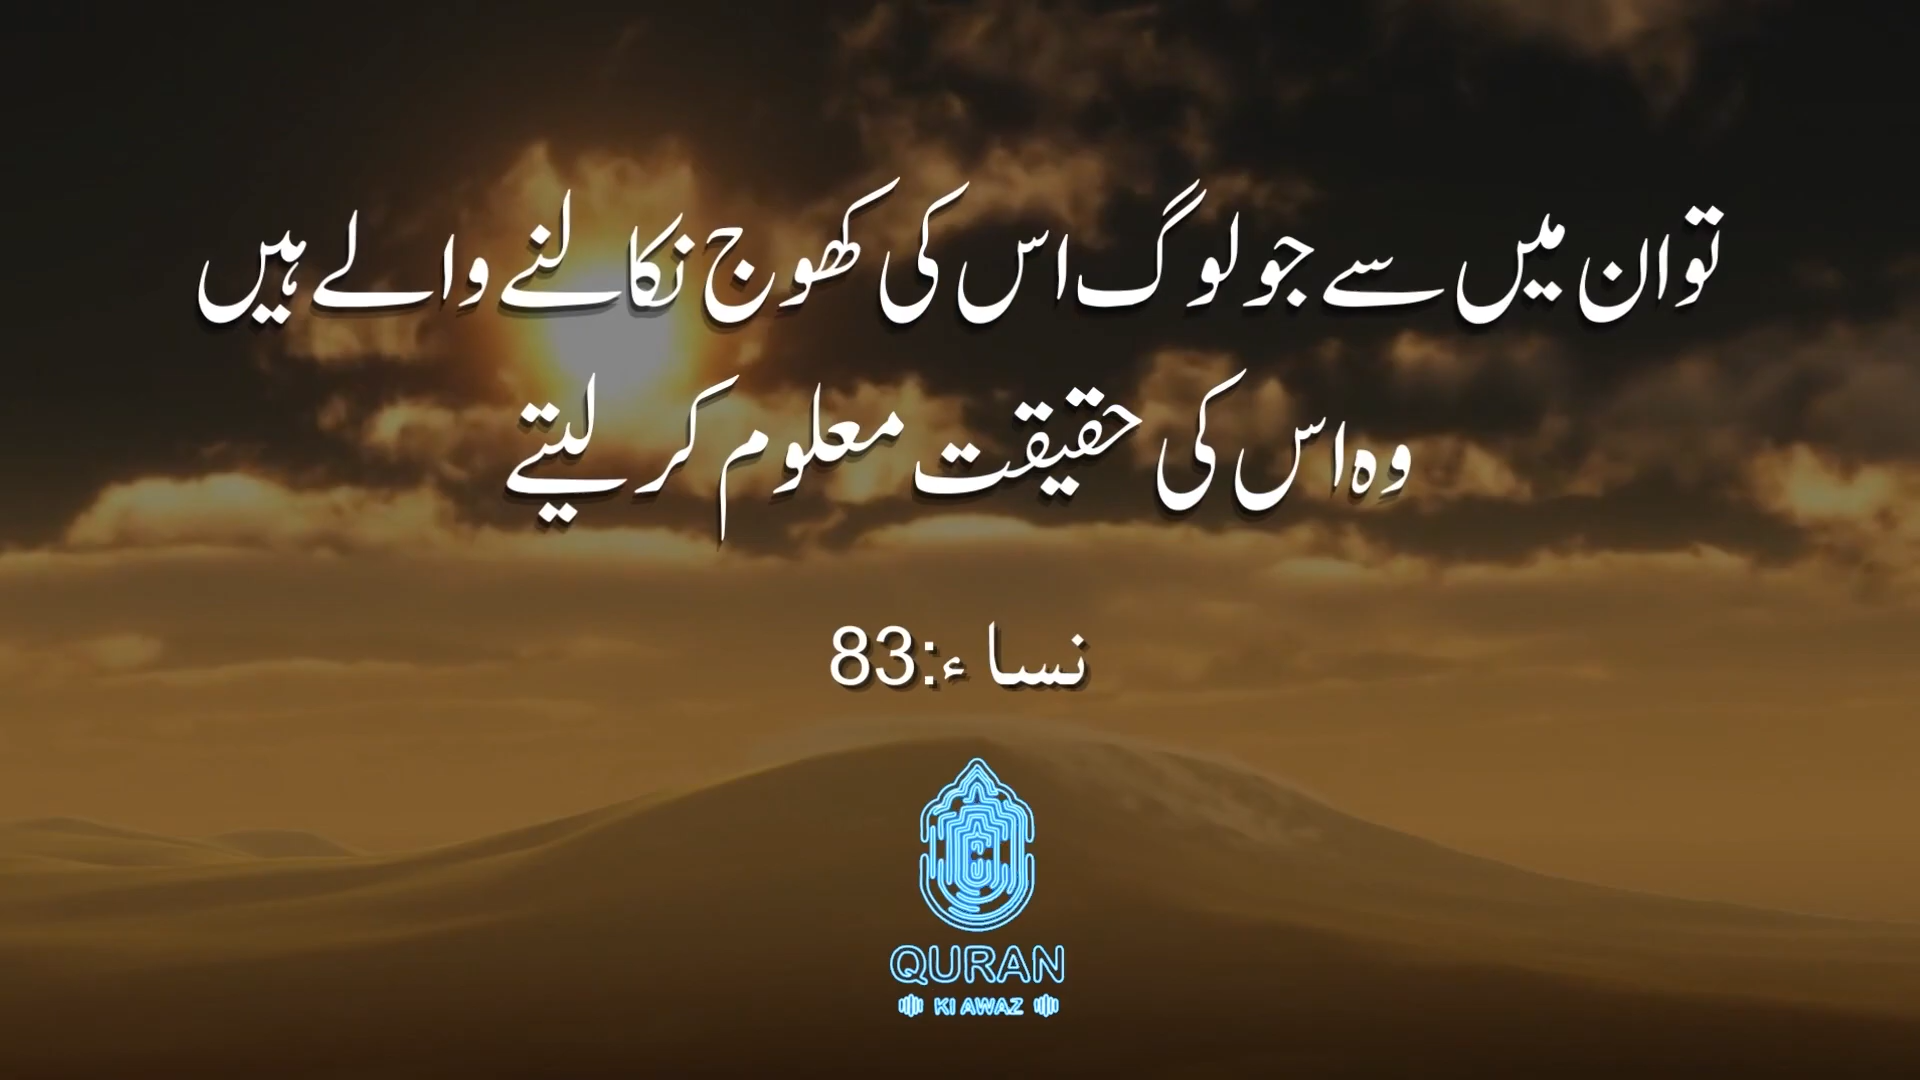 تو ان میں سے جو لوگ اس کی کھوج نکالنے والے ہیں
وہ اس کی حقیقت معلوم کر لیتے
نساء:83
QURAN
KI AWAZ